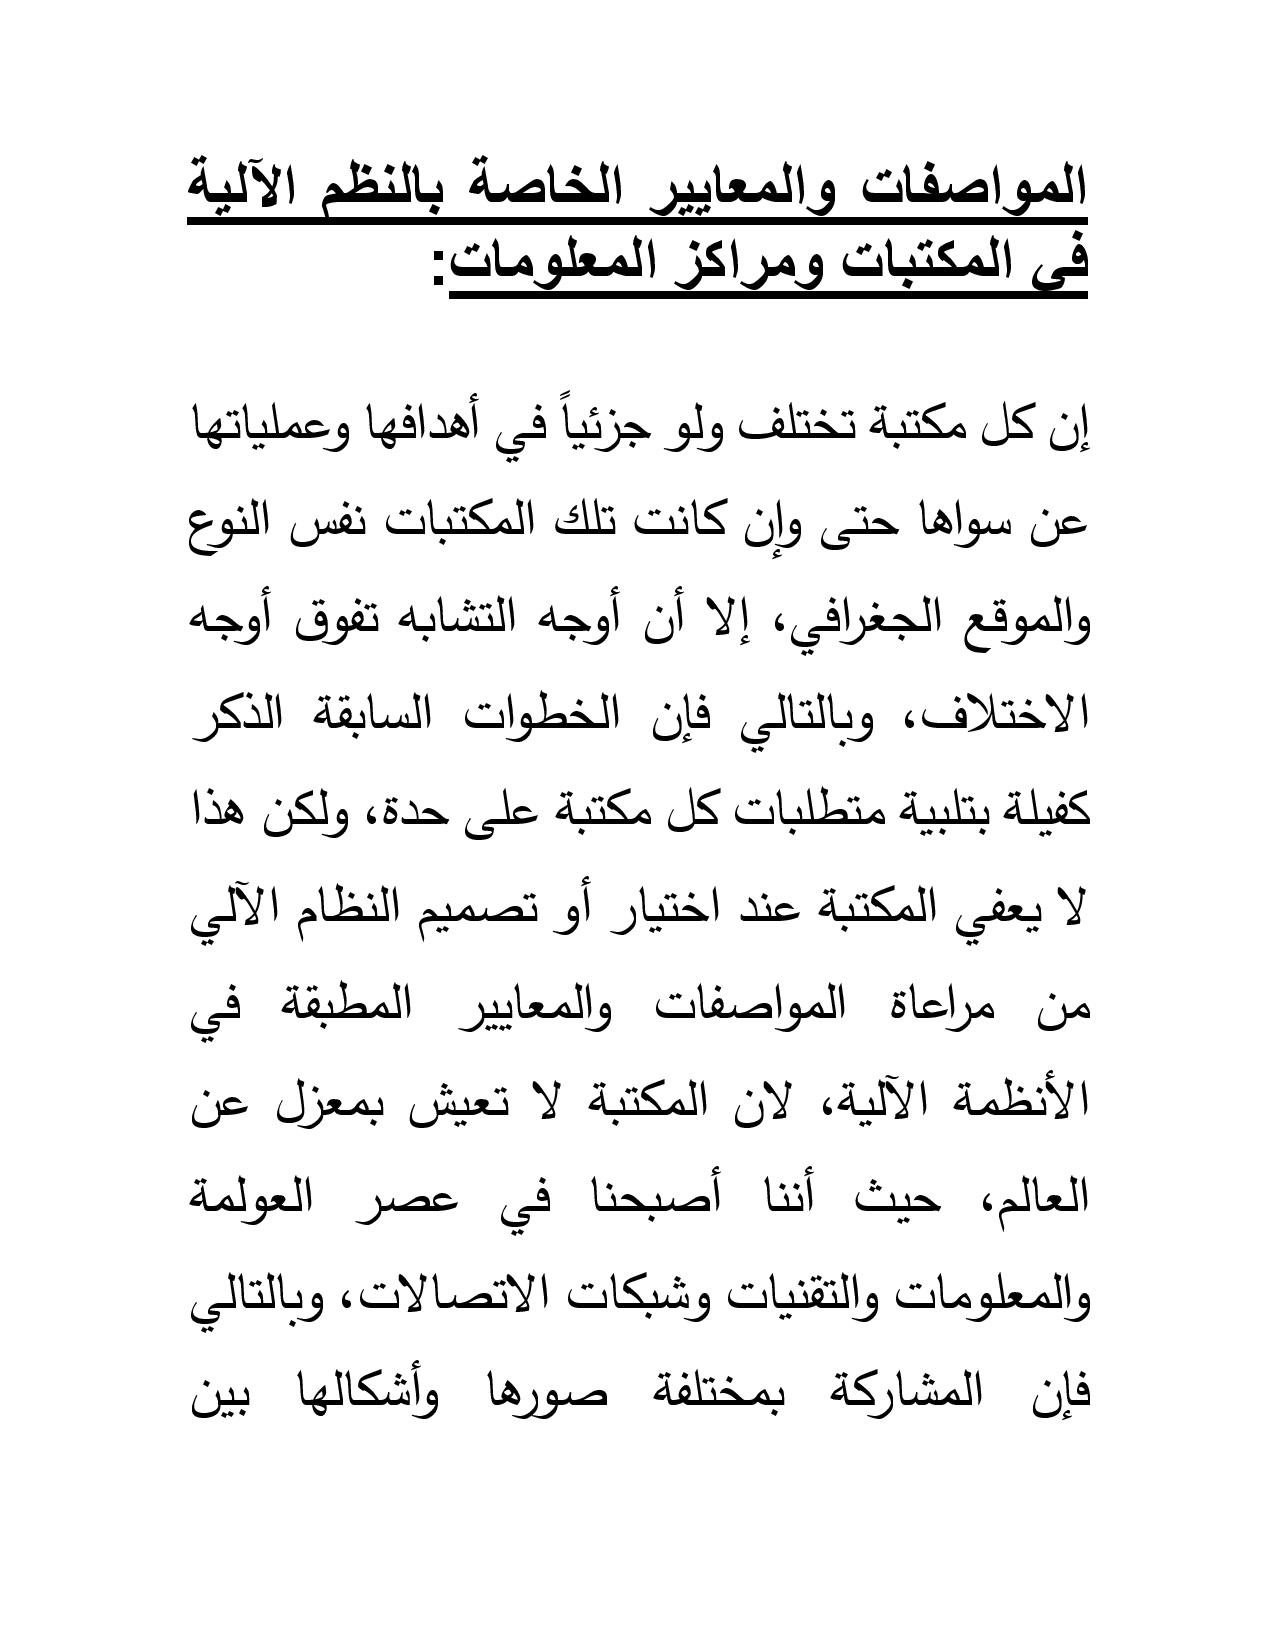 المواصفات والمعايير الخاصة بالنظم الآلية
فى المكتبات ومراكز المعلومات:
إن كل مكتبة تختلف ولو جزئياً في أهدافها وعملياتها
عن سواها حتى وإن كانت تلك المكتبات نفس النوع
والموقع الجغرافي، إلا أن أوجه التشابه تفوق أوجه
الاختلاف، وبالتالي فإن الخطوات السابقة الذكر
كفيلة بتلبية متطلبات كل مكتبة على حدة، ولكن هذا
لا يعفي المكتبة عند اختيار أو تصميم النظام الآلي
من مراعاة المواصفات والمعايير المطبقة في
الأنظمة الآلية، لان المكتبة لا تعيش بمعزل عن
العالم، حيث أننا أصبحنا في عصر العولمة
والمعلومات والتقنيات وشبكات الاتصالات، وبالتالي
فإن المشاركة بمختلفة صورها وأشكالها بين